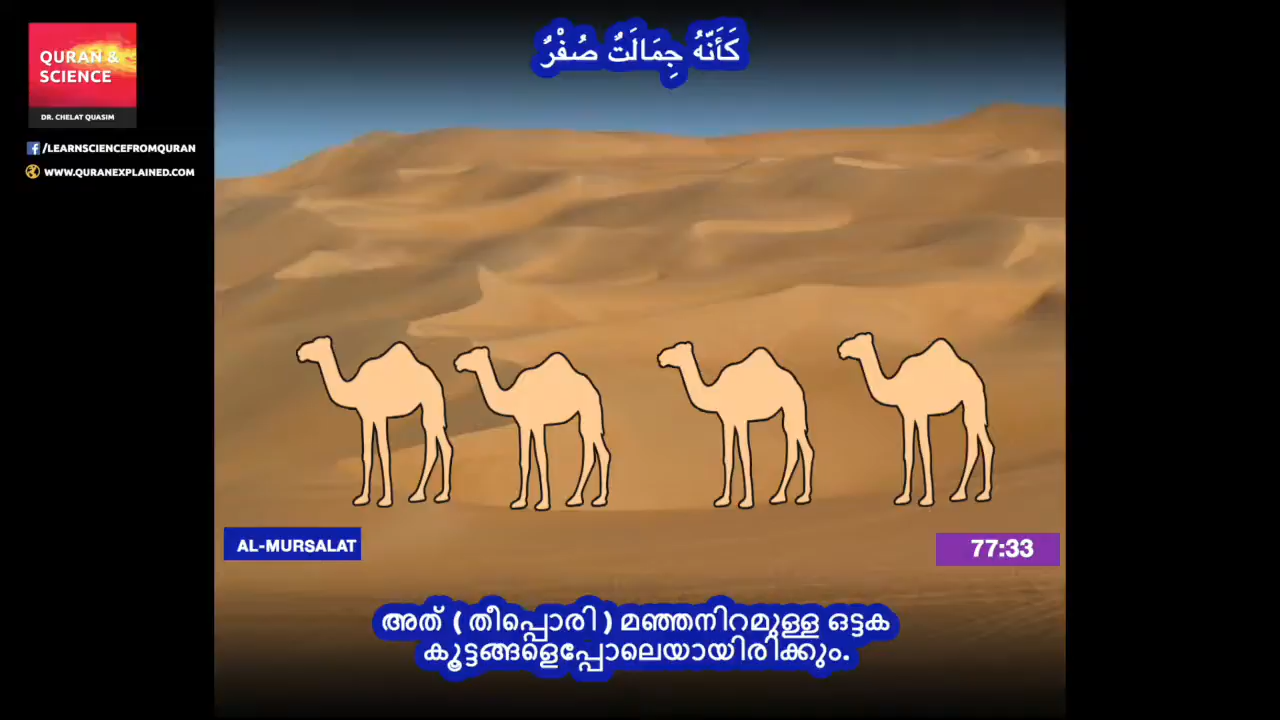 كَأَنَّهُ جِمَالَتٌ صُفْرٌ
QURAN &
SCIENCE
DR. CHELAT QUASIM
/LEARNSCIENCEFROMQURAN
WWW.QURANEXPLAINED.COM
AL-MURSALAT
77:33
അത് ( തീപ്പൊരി ) മഞ്ഞനിറമുള്ള ഒട്ടക
കൂട്ടങ്ങളെപ്പോലെയായിരിക്കും.